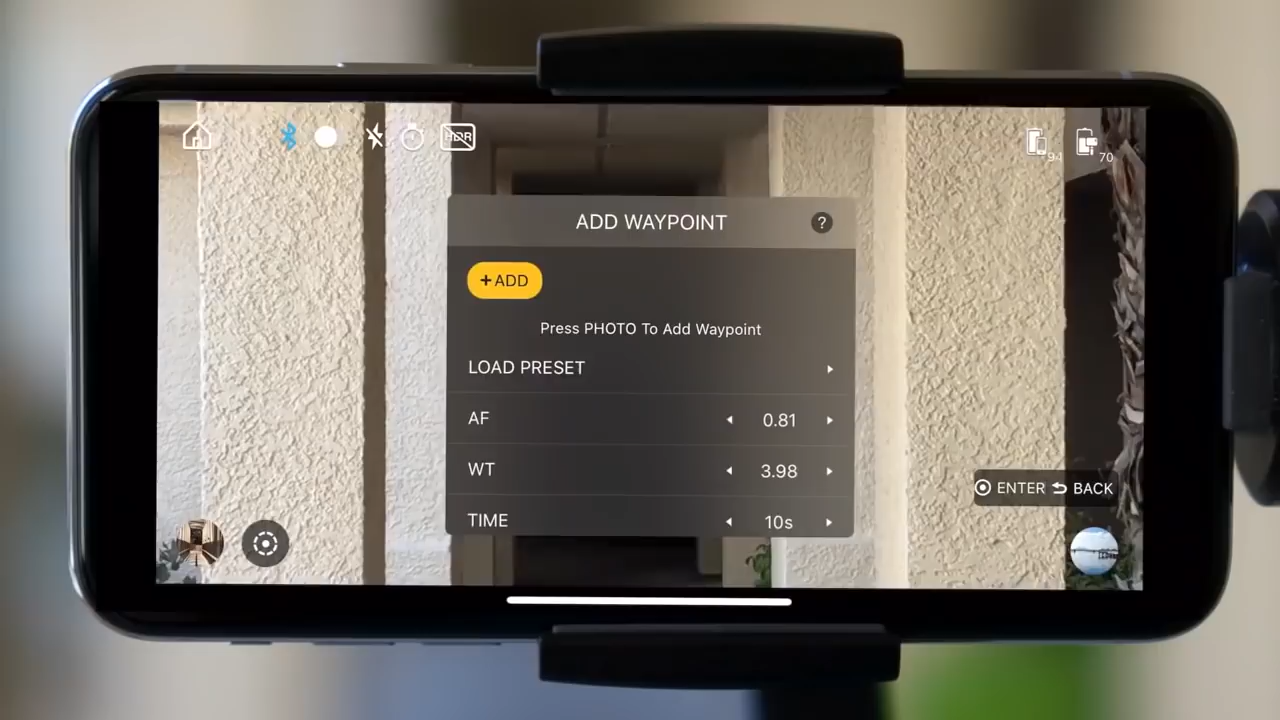 HDR
94
70
ADD WAYPOINT ?
+ADD
Press PHOTO To Add Waypoint
LOAD PRESET
AF 0.81
WT 3.98
TIME 10s
ENTER BACK